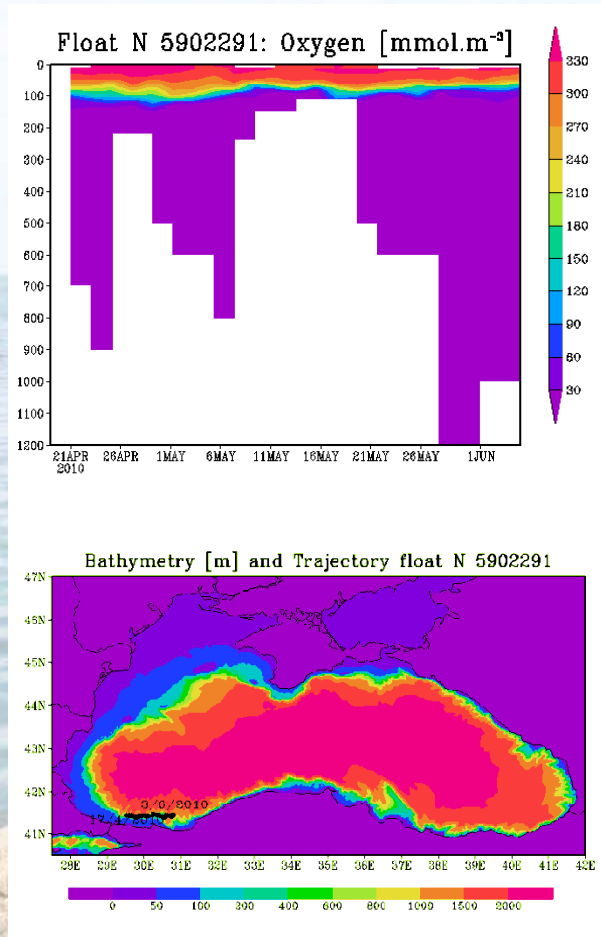 Float N 5902291: Oxygen [mmol.m⁻³]
0
100
200
300
400
500
600
700
800
900
1000
1100
1200
21APR 26APR 1MAY 6MAY 11MAY 16MAY 21MAY 26MAY 1JUN
2010
330
300
270
240
210
180
150
120
90
60
30
Bathymetry [m] and Trajectory float N 5902291
47N
46N
45N
44N
43N
42N
41N
3/6/2010
28E 29E 30E 31E 32E 33E 34E 35E 36E 37E 38E 39E 40E 41E 42E
0 50 100 300 400 600 800 1000 1500 2000